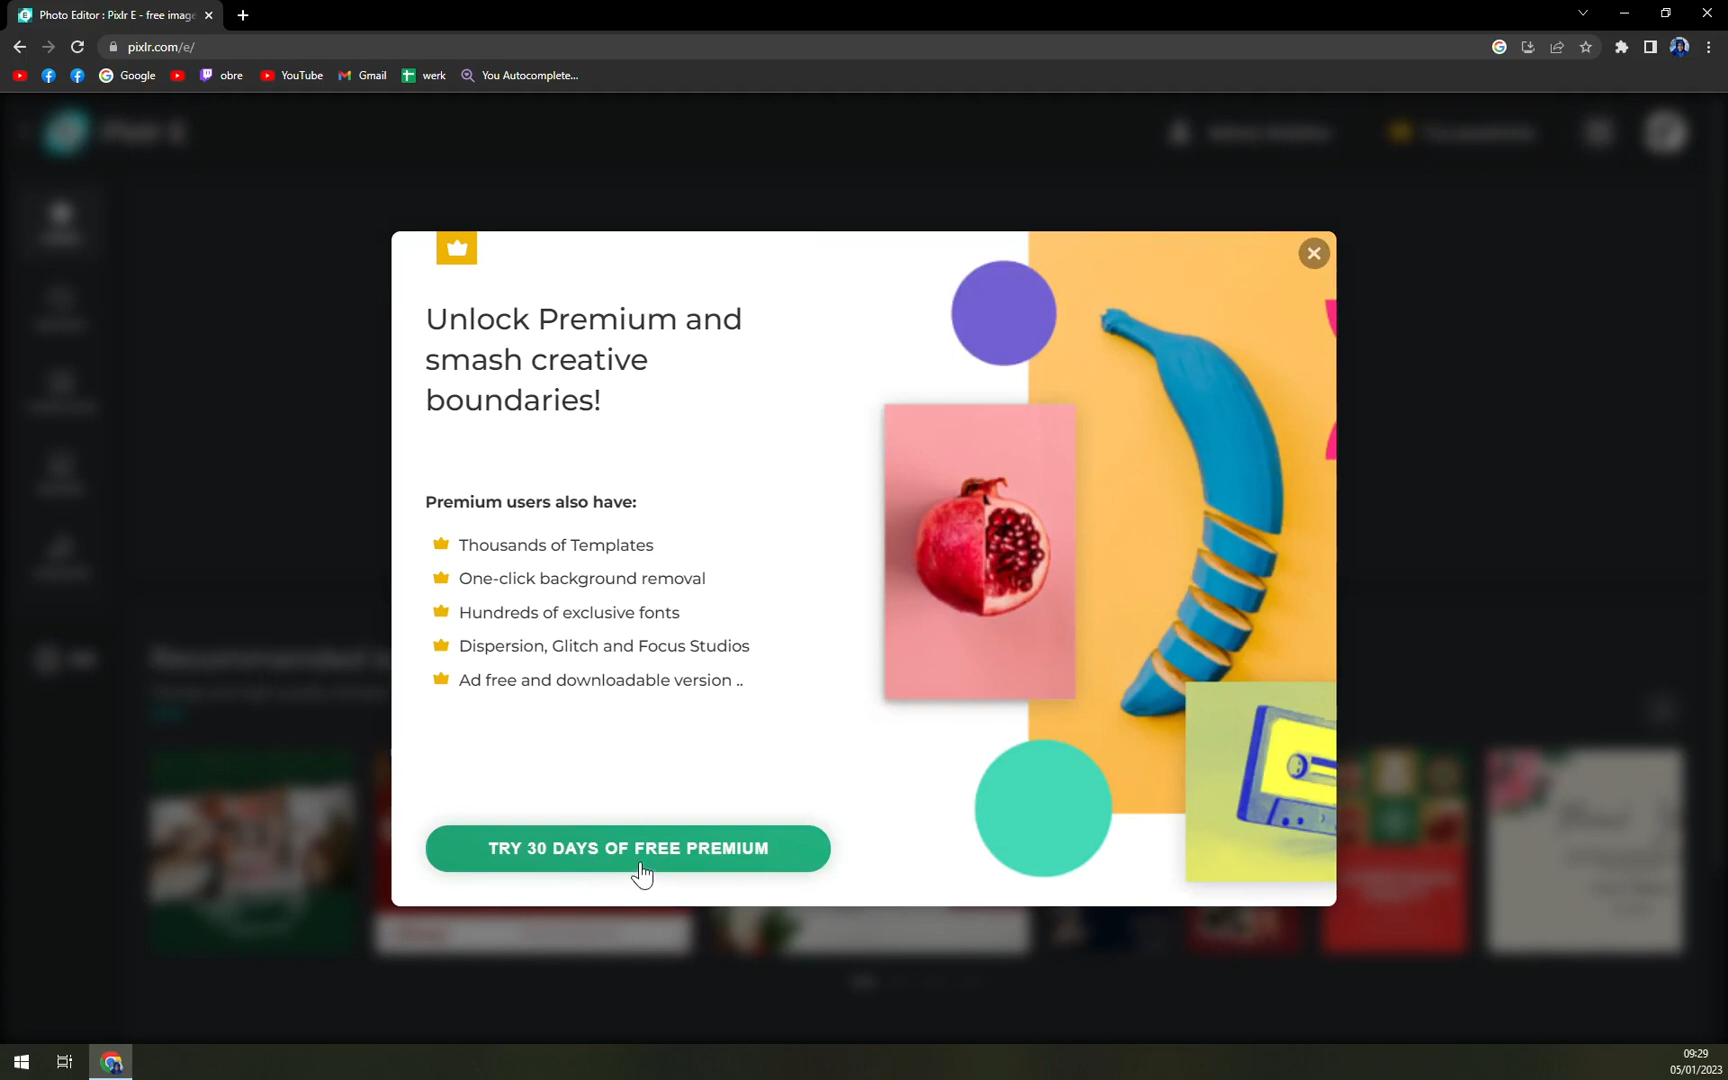 Photo Editor : Pixlr E - free image
pixlr.com/e/
Google
obre
YouTube
Gmail
werk
You Autocomplete...
Pixlr E
Unlock Premium and
smash creative
boundaries!
Premium users also have:
Thousands of Templates
One-click background removal
Hundreds of exclusive fonts
Dispersion, Glitch and Focus Studios
Ad free and downloadable version ..
TRY 30 DAYS OF FREE PREMIUM
09:29
05/01/2023